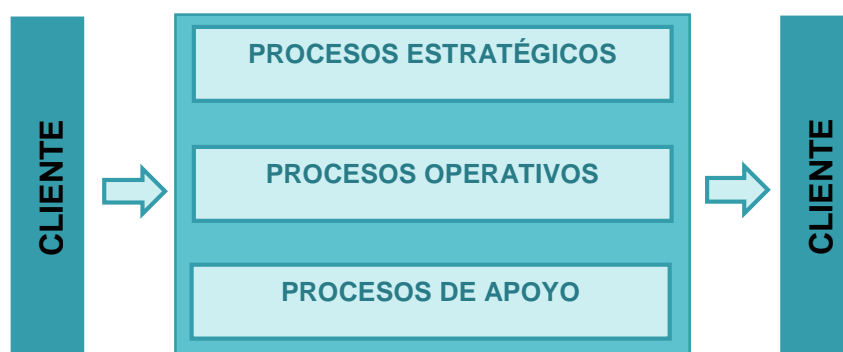 CLIENTE
PROCESOS ESTRATÉGICOS
PROCESOS OPERATIVOS
PROCESOS DE APOYO
CLIENTE